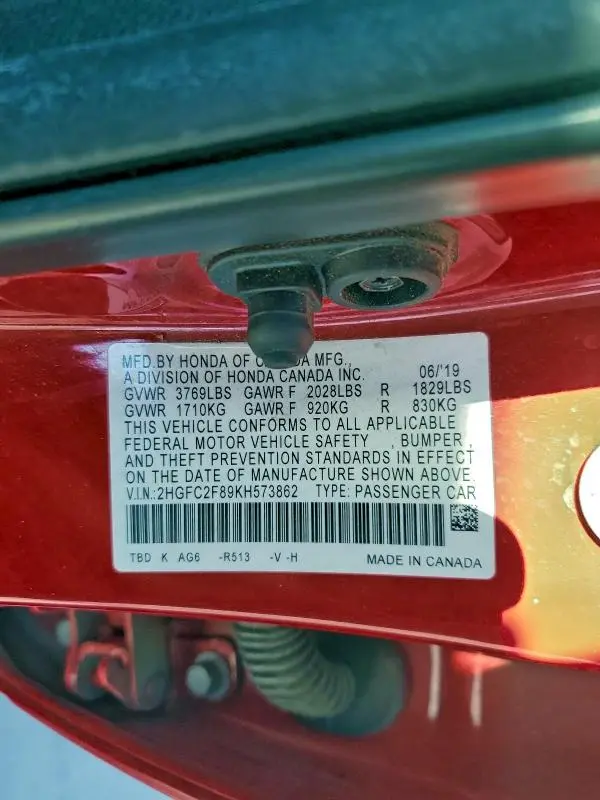 MFD.BY HONDA OF C DA MFG.,
A DIVISION OF HONDA CANADA INC. 06/'19
GVWR 3769LBS GAWR F 2028LBS R 1829LBS
GVWR 1710KG GAWR F 920KG R 830KG
THIS VEHICLE CONFORMS TO ALL APPLICABLE
FEDERAL MOTOR VEHICLE SAFETY , BUMPER ,
AND THEFT PREVENTION STANDARDS IN EFFECT
ON THE DATE OF MANUFACTURE SHOWN ABOVE.
V.I.N.:2HGFC2F89KH573862 TYPE: PASSENGER CAR
TBD K AG6 -R513 -V -H MADE IN CANADA